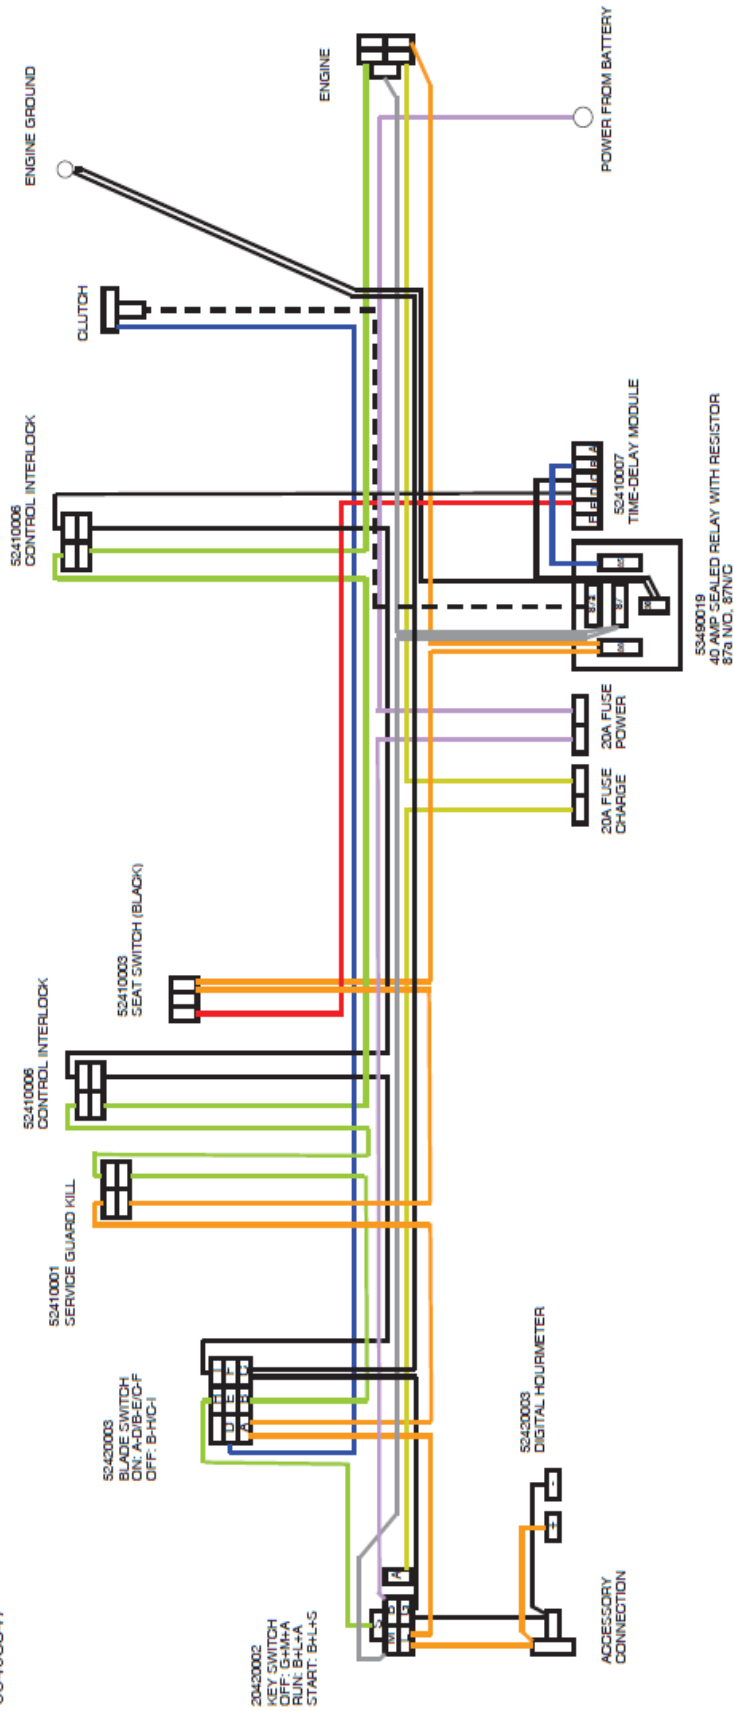 ENGINE GROUND
ENGINE
POWER FROM BATTERY
CLUTCH
52410006
CONTROL INTERLOCK
52410007
TIME-DELAY MODULE
F E D C B A
53490019
40 AMP SEALED RELAY WITH RESISTOR
87a N/O, 87N/C
87a
87
20A FUSE
POWER
20A FUSE
CHARGE
52410003
SEAT SWITCH (BLACK)
52410006
CONTROL INTERLOCK
52410001
SERVICE GUARD KILL
52420003
BLADE SWITCH
ON: A-D/B-E/C-F
OFF: B-H/C-I
H I
D E F
A B C
52420003
DIGITAL HOURMETER
+ -
20420002
KEY SWITCH
OFF: G+M+A
RUN: B+L+A
START: B+L+S
S
A
M B
L G
ACCESSORY
CONNECTION